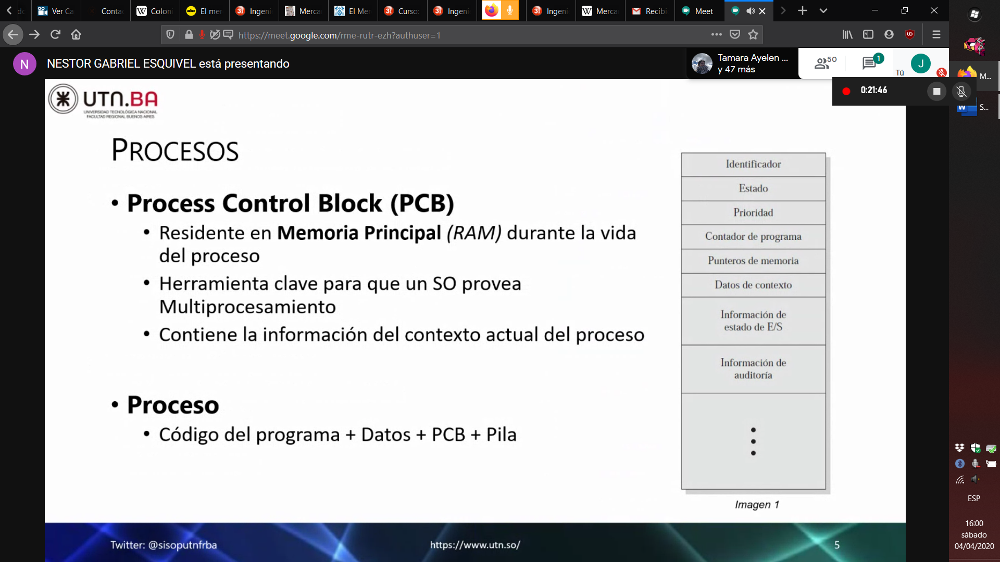 Ver Ca
Contac
Coloni
El mer
Ingeni
Merca
El Mer
Curso:
Ingeni
Ingeni
Merca
Recibi
Meet
https://meet.google.com/rme-rutr-ezh?authuser=1
N
NESTOR GABRIEL ESQUIVEL está presentando
Tamara Ayelen ...
y 47 más
50
1
Tú
J
0:21:46
M...
S...
UTN.BA
UNIVERSIDAD TECNOLÓGICA NACIONAL
FACULTAD REGIONAL BUENOS AIRES
PROCESOS
• Process Control Block (PCB)
• Residente en Memoria Principal (RAM) durante la vida
del proceso
• Herramienta clave para que un SO provea
Multiprocesamiento
• Contiene la información del contexto actual del proceso
• Proceso
• Código del programa + Datos + PCB + Pila
Identificador
Estado
Prioridad
Contador de programa
Punteros de memoria
Datos de contexto
Información de
estado de E/S
Información de
auditoría
Imagen 1
Twitter: @sisoputnfrba
https://www.utn.so/
5
ESP
16:00
sábado
04/04/2020